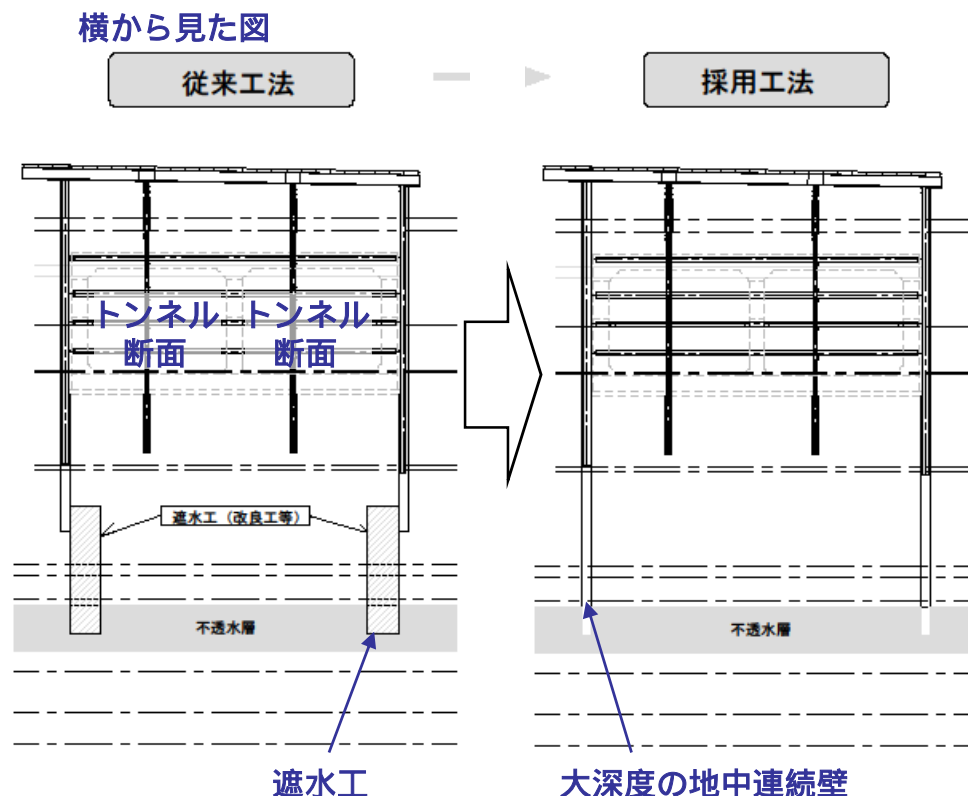 横から見た図
従来工法
採用工法
トンネル
断面
トンネル
断面
遮水工（改良工等）
不透水層
不透水層
遮水工
大深度の地中連続壁